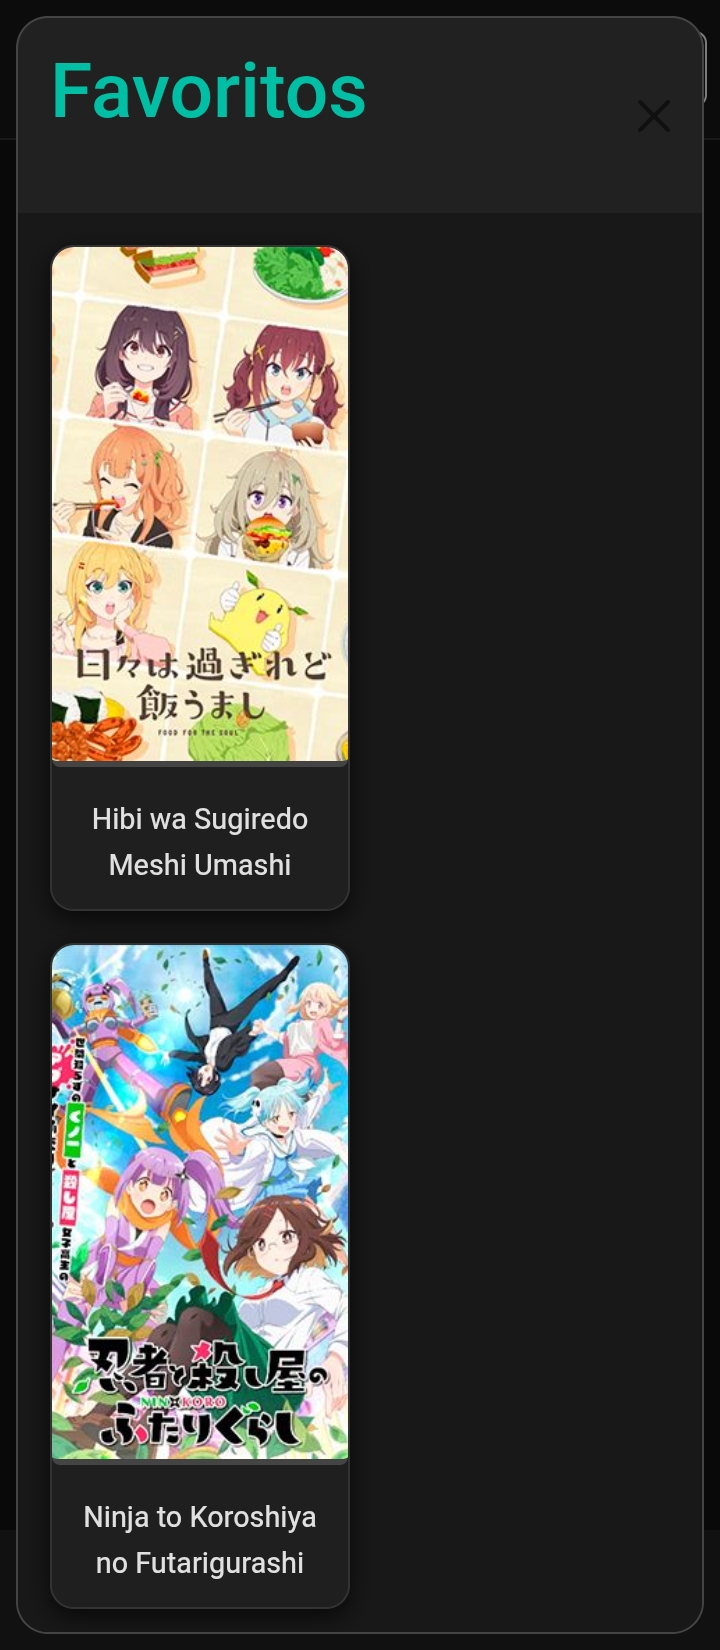 Favoritos
日々は過ぎれど
飯うまし
FOOD FOR THE SOUL
Hibi wa Sugiredo
Meshi Umashi
世間知らずの
くノ一
と
殺し屋
女子高生の
忍者と殺し屋の
NIN KORO
ふたりぐらし
Ninja to Koroshiya
no Futarigurashi